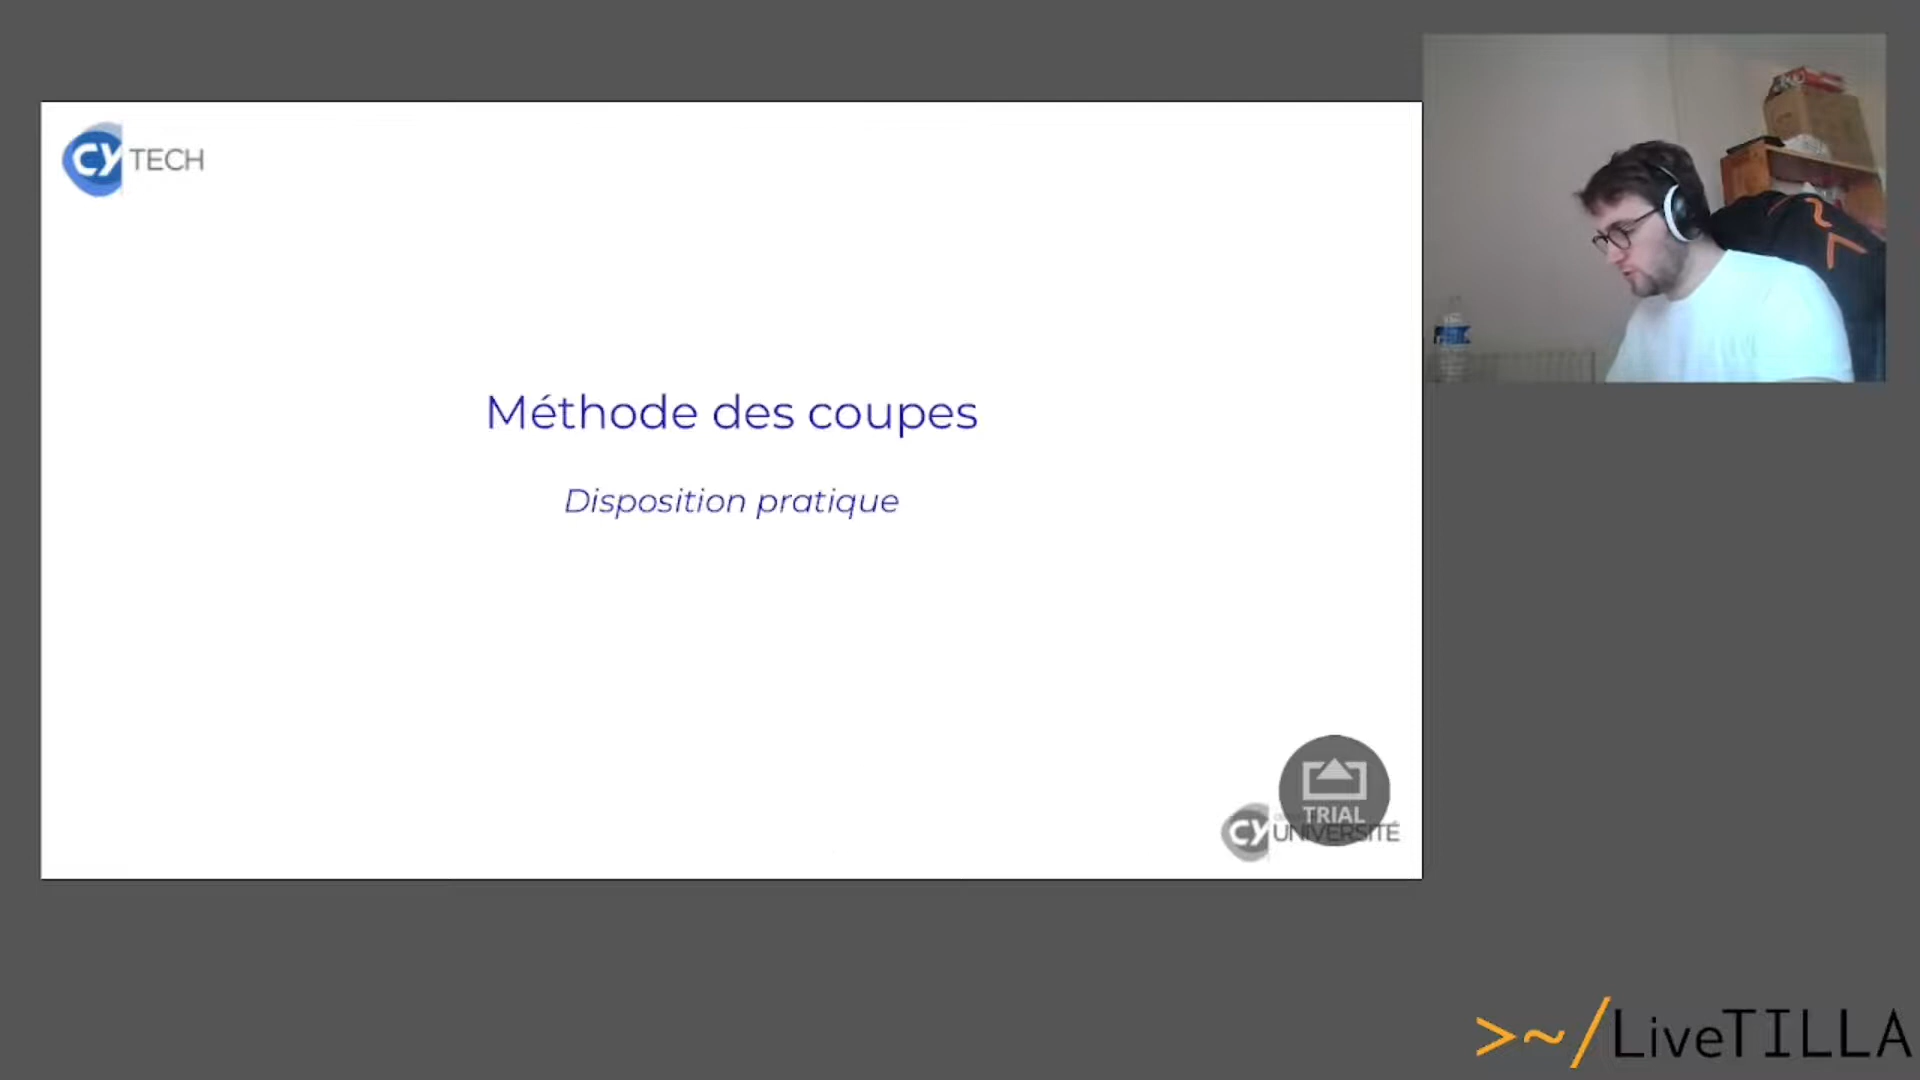 CY TECH
Méthode des coupes
Disposition pratique
TRIAL
CY UNIVERSITÉ
>~/LiveTILLA